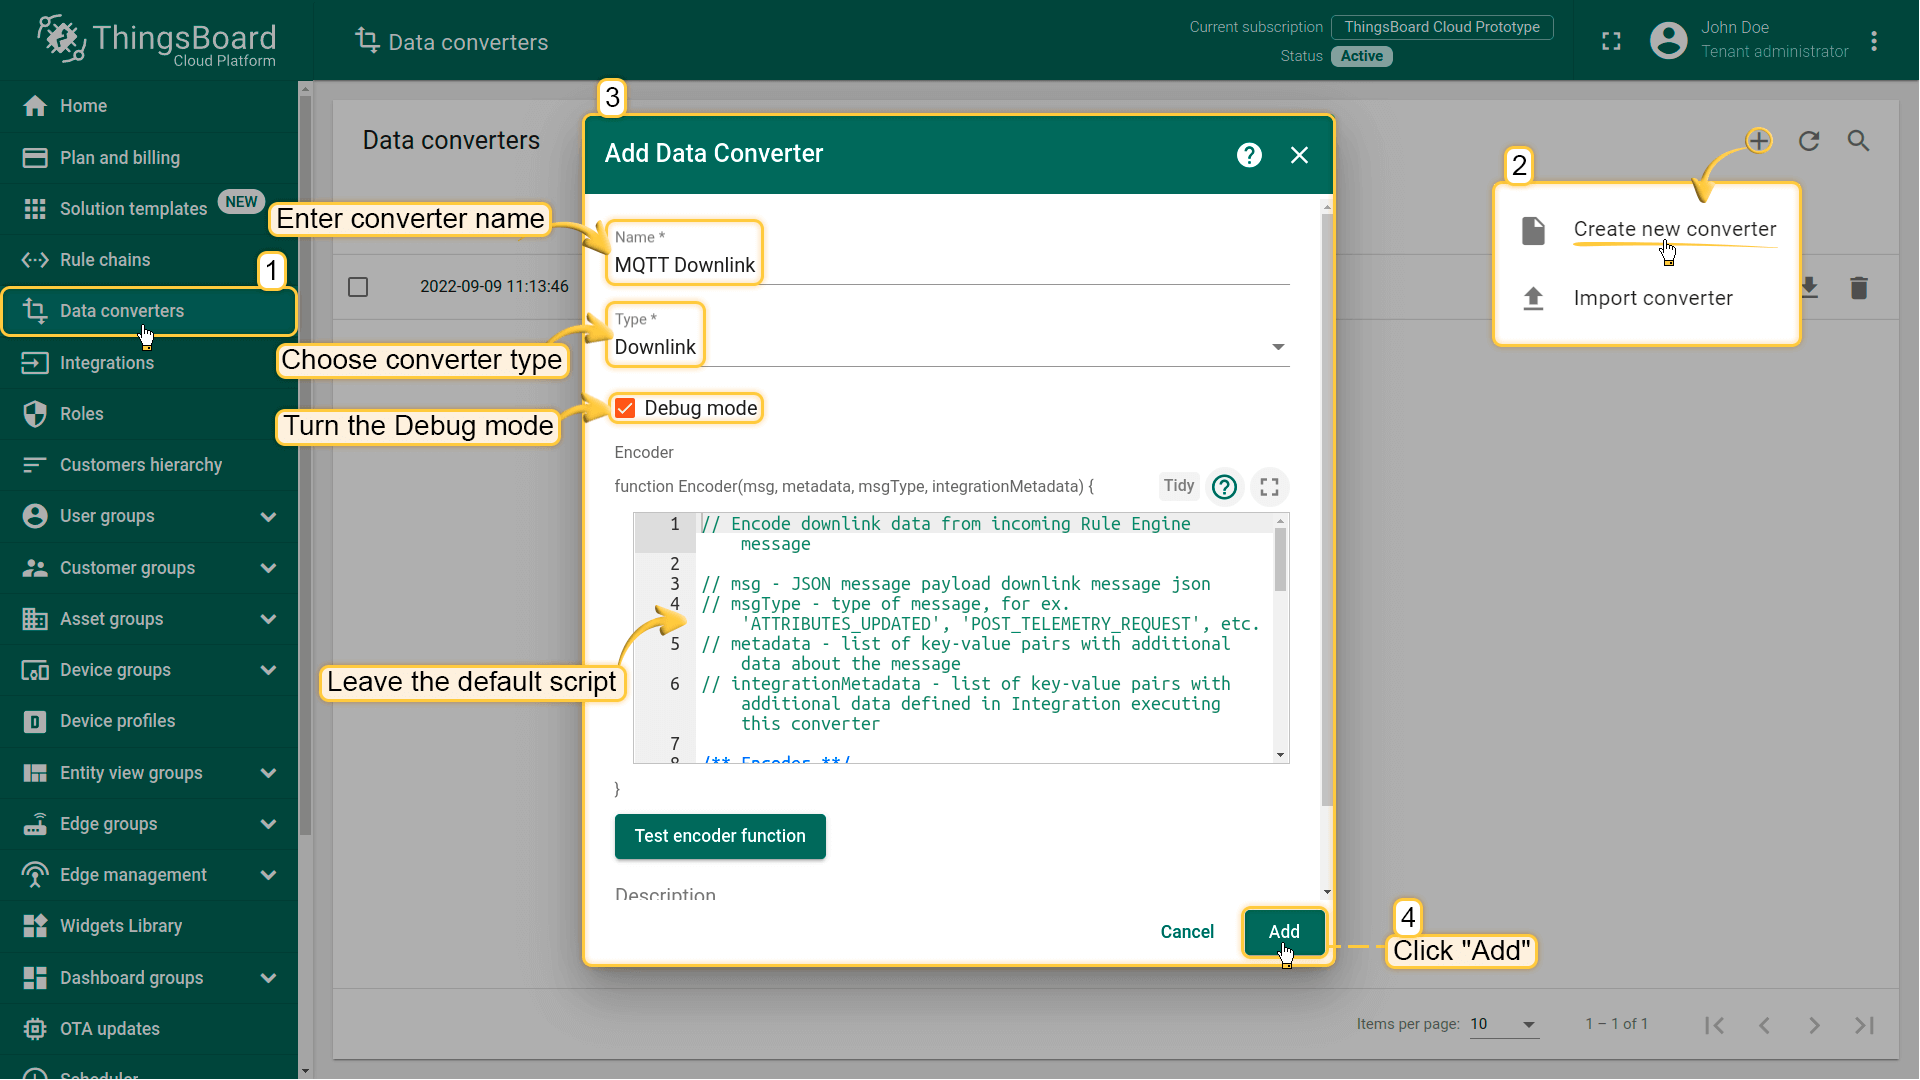 ThingsBoard
Cloud Platform
Data converters
Current subscription
ThingsBoard Cloud Prototype
Status
Active
John Doe
Tenant administrator
Home
Plan and billing
Solution templates
NEW
Rule chains
1
Data converters
Integrations
Roles
Customers hierarchy
User groups
Customer groups
Asset groups
Device groups
Device profiles
Entity view groups
Edge groups
Edge management
Widgets Library
Dashboard groups
OTA updates
Scheduler
Data converters
2022-09-09 11:13:46
2
Create new converter
Import converter
3
Add Data Converter
Enter converter name
Name *
MQTT Downlink
Choose converter type
Type *
Downlink
Turn the Debug mode
Debug mode
Encoder
function Encoder(msg, metadata, msgType, integrationMetadata) {
Tidy
1 // Encode downlink data from incoming Rule Engine
message
2
3 // msg - JSON message payload downlink message json
4 // msgType - type of message, for ex.
'ATTRIBUTES_UPDATED', 'POST_TELEMETRY_REQUEST', etc.
5 // metadata - list of key-value pairs with additional
data about the message
6 // integrationMetadata - list of key-value pairs with
additional data defined in Integration executing
this converter
7
8 /** Encoder **/
Leave the default script
}
Test encoder function
Description
Cancel
Add
4
Click "Add"
Items per page:
10
1 – 1 of 1